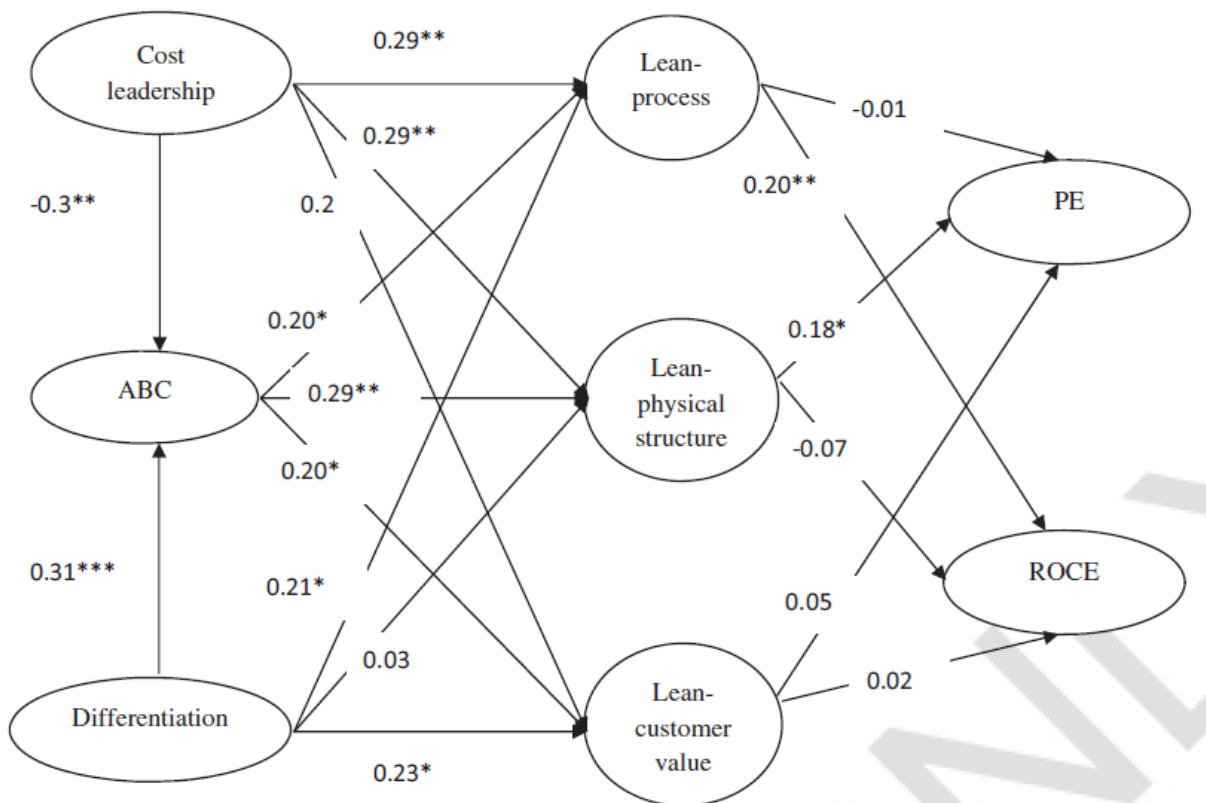 Cost
leadership
0.29**
Lean-
process
-0.01
0.29**
-0.3**
0.2
0.20**
PE
0.20*
0.18*
ABC
0.29**
Lean-
physical
structure
-0.07
0.20*
0.31***
ROCE
0.21*
0.05
0.03
0.02
Differentiation
Lean-
customer
value
0.23*